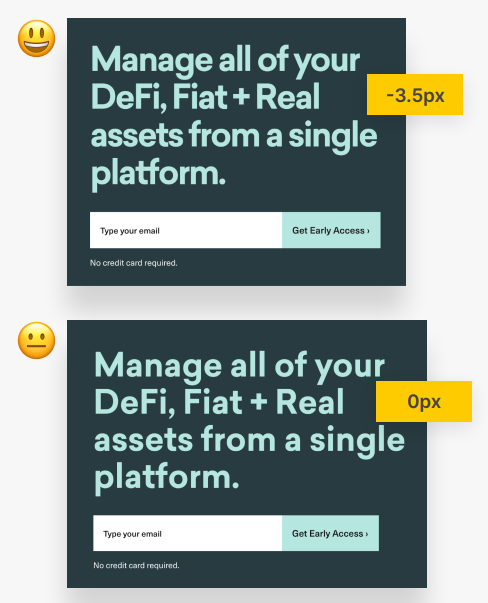 Manage all of your
DeFi, Fiat + Real
-3.5px
assets from a single
platform.
Type your email
Get Early Access ›
No credit card required.
Manage all of your
DeFi, Fiat + Real
0px
assets from a single
platform.
Type your email
Get Early Access ›
No credit card required.